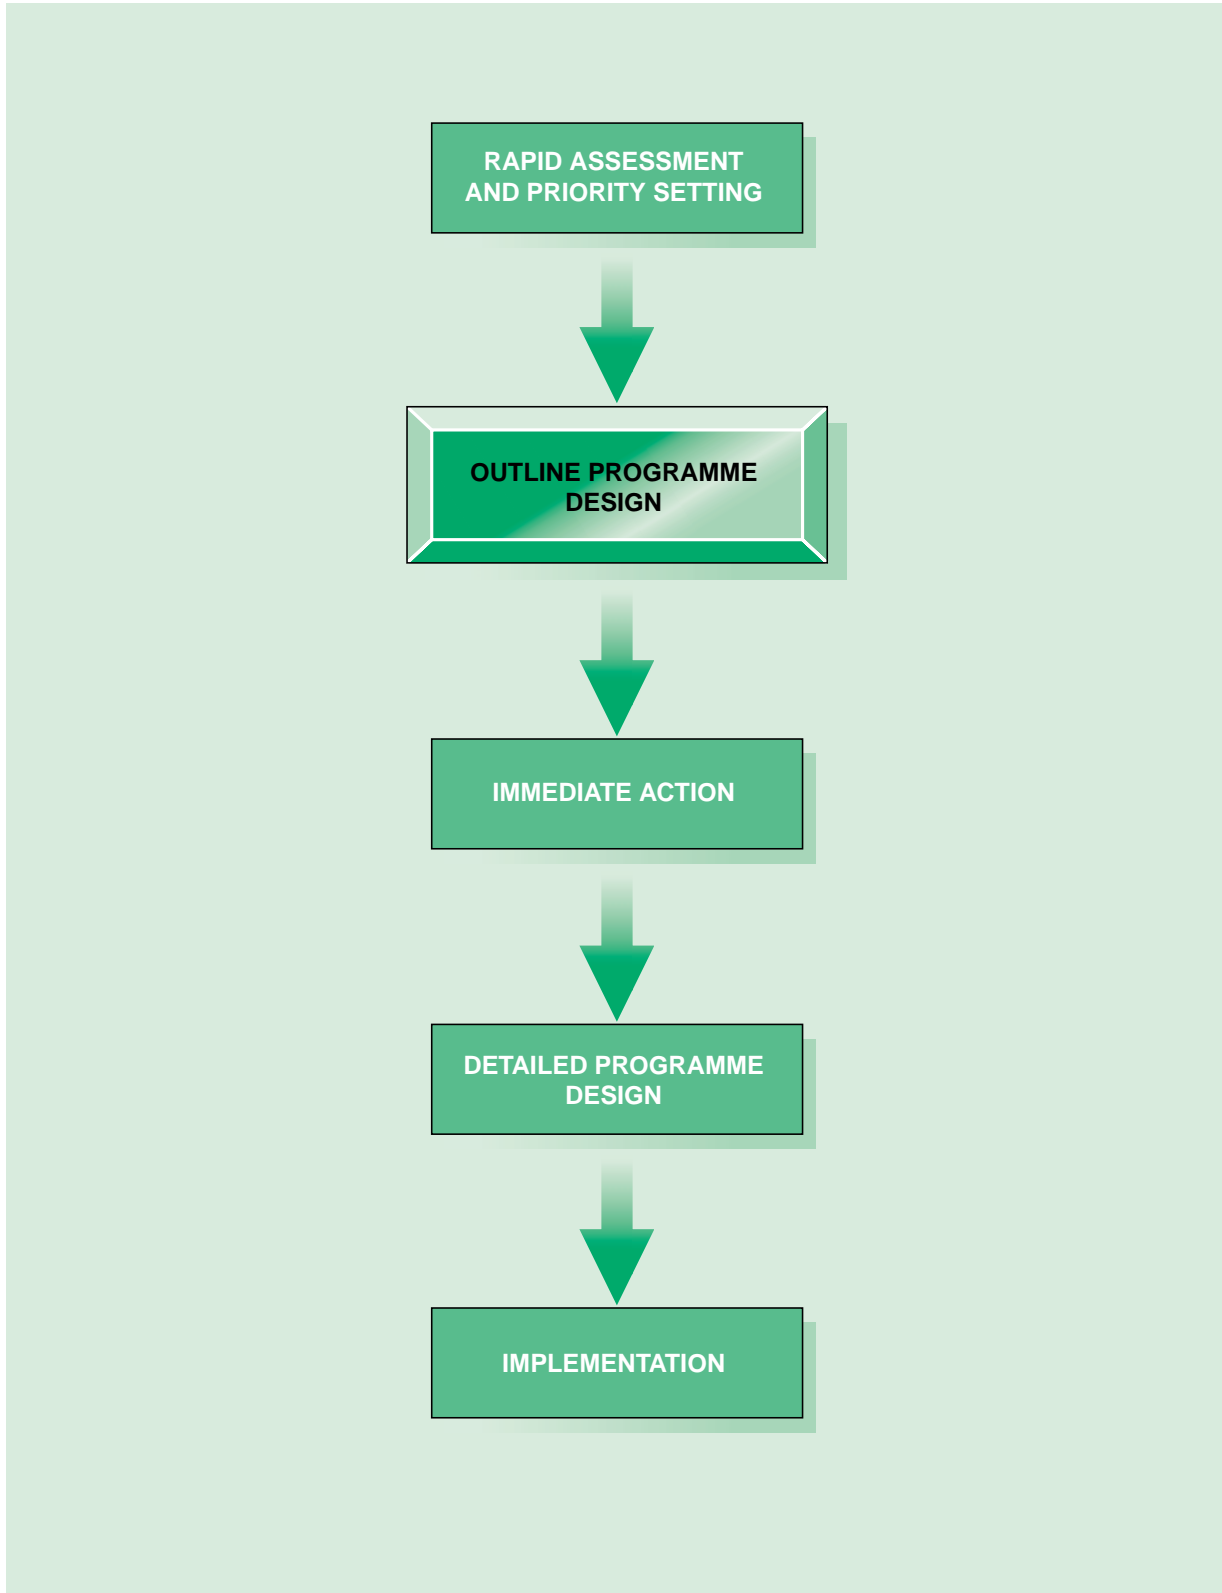 RAPID ASSESSMENT
AND PRIORITY SETTING
OUTLINE PROGRAMME
DESIGN
IMMEDIATE ACTION
DETAILED PROGRAMME
DESIGN
IMPLEMENTATION